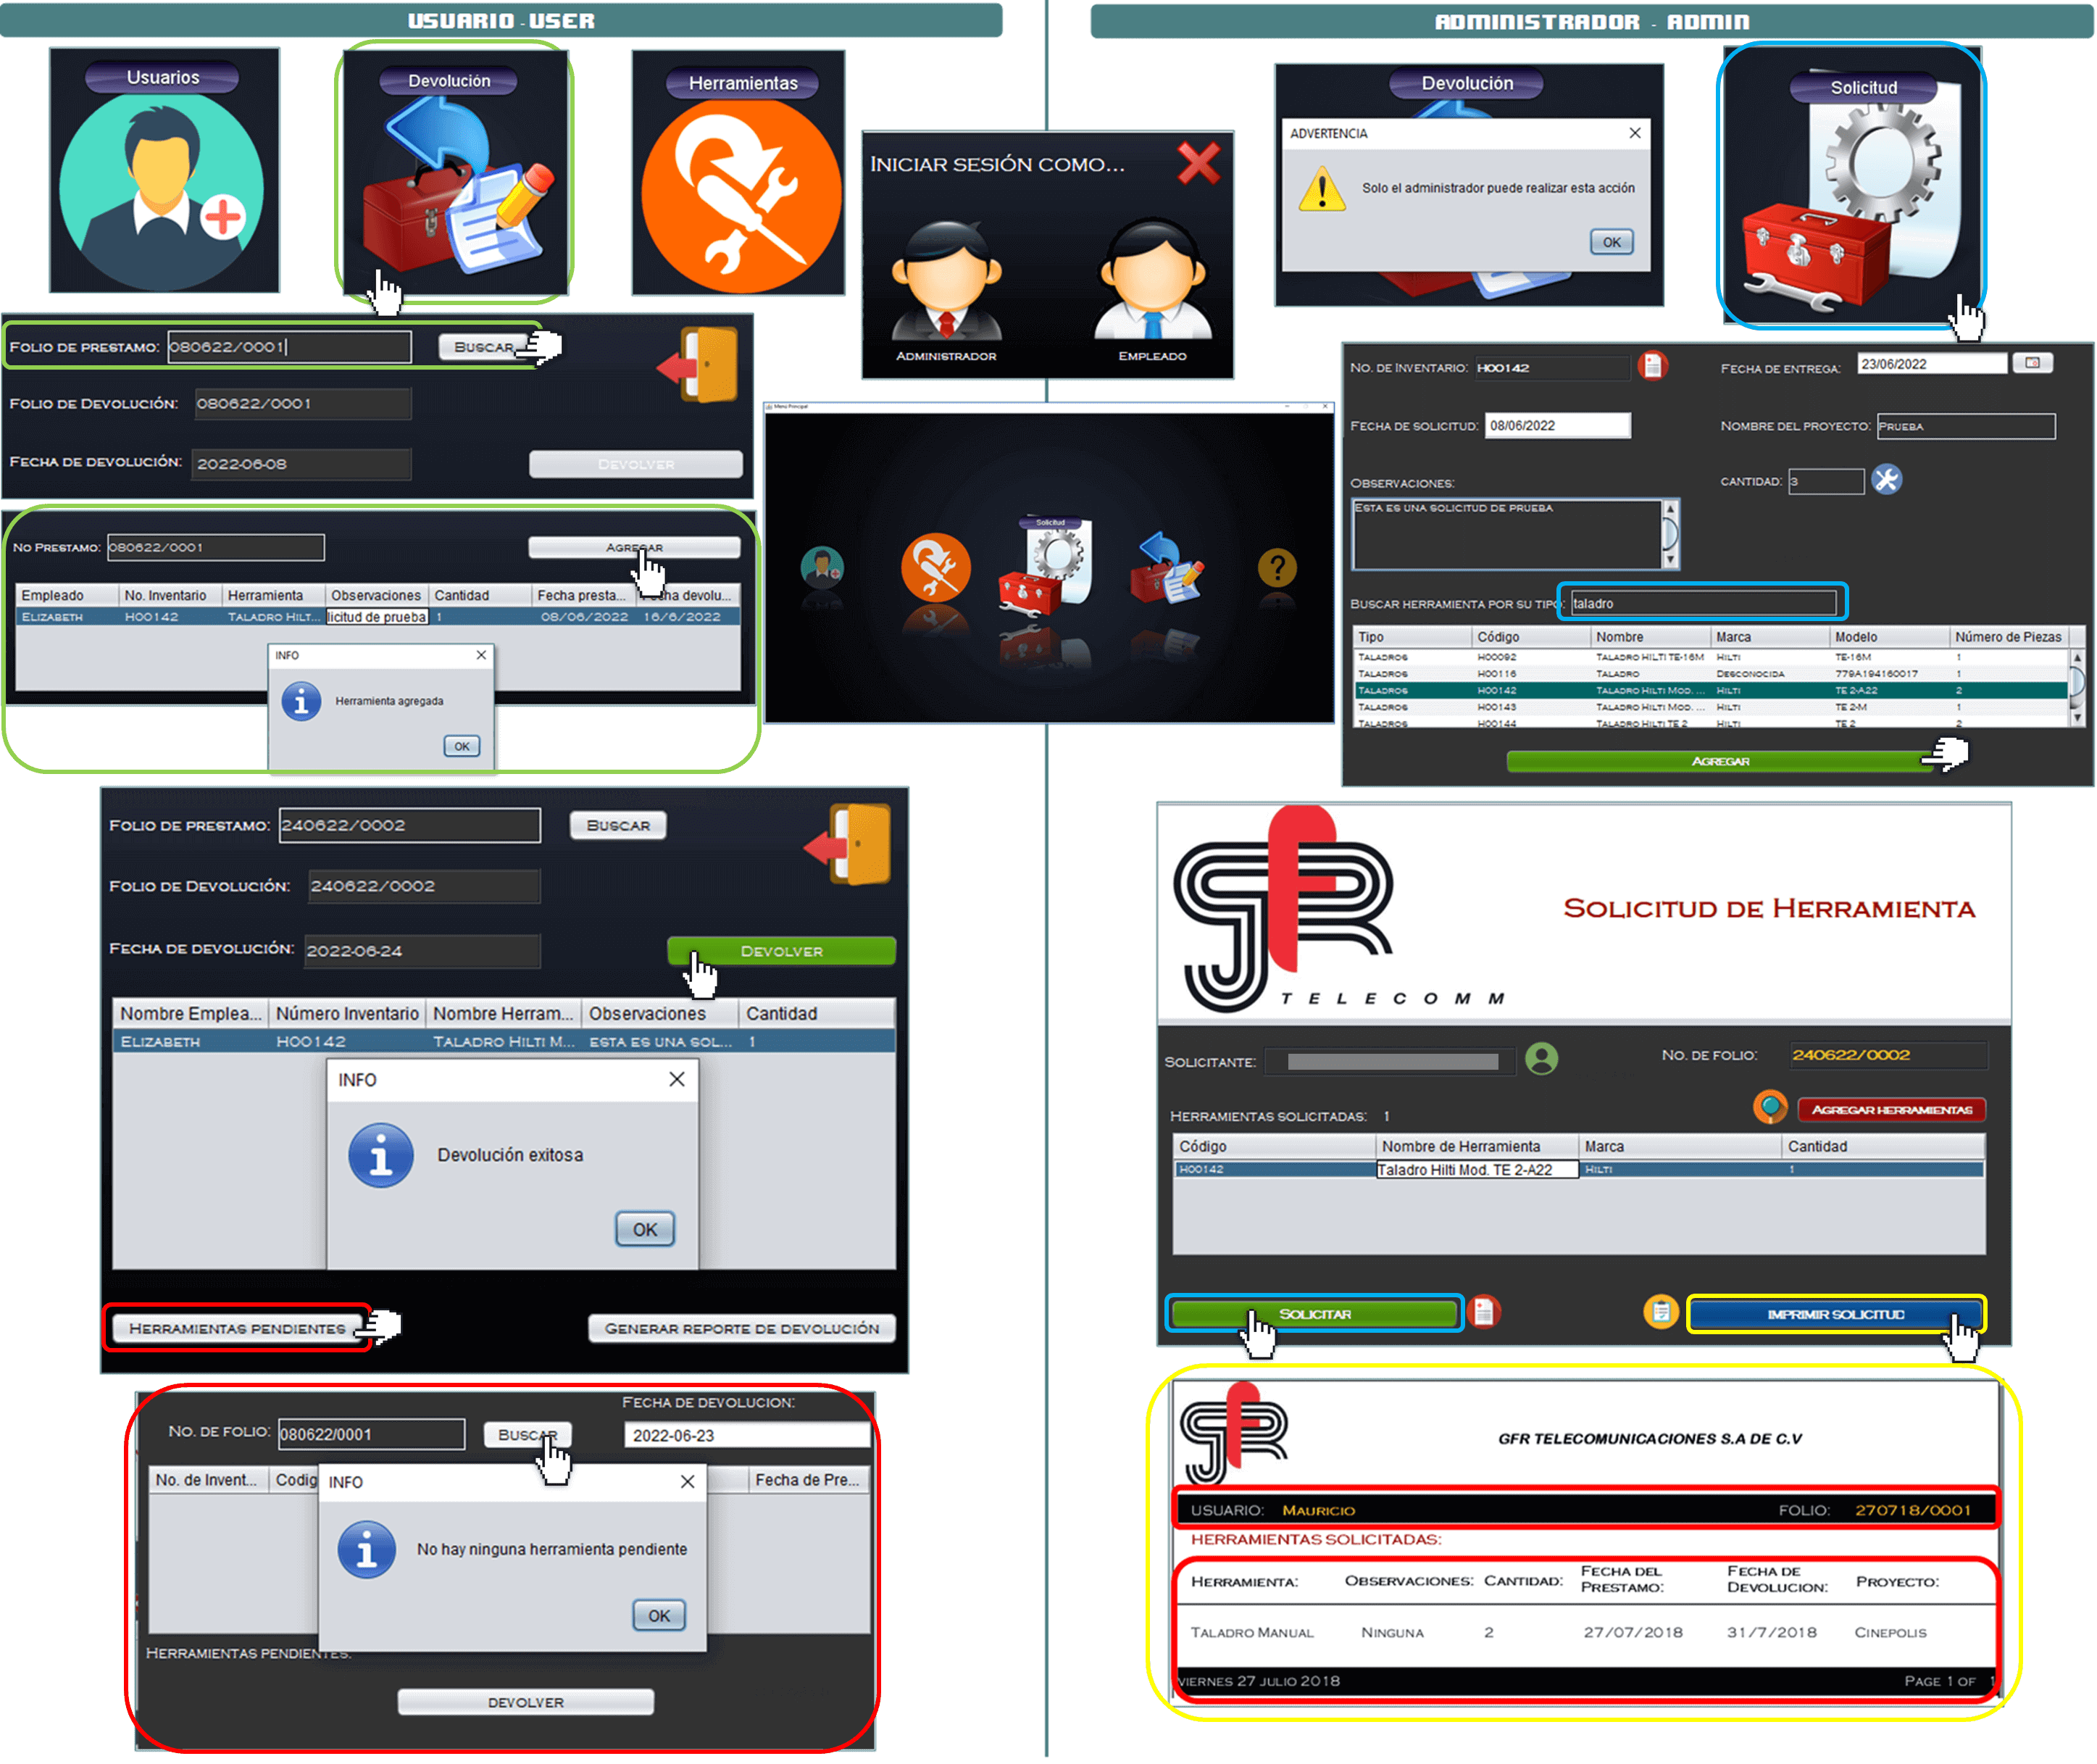 USUARIO - USER
Usuarios
Devolución
Herramientas
FOLIO DE PRESTAMO: 080622/0001
BUSCAR
FOLIO DE DEVOLUCIÓN: 080622/0001
FECHA DE DEVOLUCIÓN: 2022-06-08
DEVOLVER
NO PRESTAMO: 080622/0001
AGREGAR
Empleado No. Inventario Herramienta Observaciones Cantidad Fecha presta... devolu...
ELIZABETH H00142 TALADRO HILT... licitud de prueba 1 08/06/2022 16/6/2022
INFO
Herramienta agregada
OK
FOLIO DE PRESTAMO: 240622/0002
BUSCAR
FOLIO DE DEVOLUCIÓN: 240622/0002
FECHA DE DEVOLUCIÓN: 2022-06-24
DEVOLVER
Nombre Emplea... Número Inventario Nombre Herram... Observaciones Cantidad
ELIZABETH H00142 TALADRO HILTI M... ESTA ES UNA SOL... 1
INFO
Devolución exitosa
OK
HERRAMIENTAS PENDIENTES
GENERAR REPORTE DE DEVOLUCIÓN
FECHA DE DEVOLUCION:
NO. DE FOLIO: 080622/0001
BUSCAR
2022-06-23
No. de Invent... Codig Fecha de Pre...
INFO
No hay ninguna herramienta pendiente
OK
HERRAMIENTAS PENDIENTES:
DEVOLVER
INICIAR SESIÓN COMO...
ADMINISTRADOR
EMPLEADO
Menú Principal
Solicitud
?
ADMINISTRADOR - ADMIN
Devolución
ADVERTENCIA
Solo el administrador puede realizar esta acción
OK
Solicitud
NO. DE INVENTARIO: H00142
FECHA DE ENTREGA: 23/06/2022
FECHA DE SOLICITUD: 08/06/2022
NOMBRE DEL PROYECTO: PRUEBA
OBSERVACIONES:
CANTIDAD: 3
ESTA ES UNA SOLICITUD DE PRUEBA
BUSCAR HERRAMIENTA POR SU TIPO: taladro
Tipo Código Nombre Marca Modelo Número de Piezas
TALADROS H00092 TALADRO HILTI TE-16M HILTI TE-16M 1
TALADROS H00116 TALADRO DESCONOCIDA 779A194160017 1
TALADROS H00142 TALADRO HILTI MOD. ... HILTI TE 2-A22 2
TALADROS H00143 TALADRO HILTI MOD. ... HILTI TE 2-M 1
TALADROS H00144 TALADRO HILTI TE 2 HILTI TE 2 2
AGREGAR
GFR
TELECOMM
SOLICITUD DE HERRAMIENTA
SOLICITANTE:
NO. DE FOLIO: 240622/0002
HERRAMIENTAS SOLICITADAS: 1
AGREGAR HERRAMIENTAS
Código Nombre de Herramienta Marca Cantidad
H00142 Taladro Hilti Mod. TE 2-A22 HILTI 1
SOLICITAR
IMPRIMIR SOLICITUD
GFR
GFR TELECOMUNICACIONES S.A DE C.V
USUARIO: MAURICIO FOLIO: 270718/0001
HERRAMIENTAS SOLICITADAS:
HERRAMIENTA: OBSERVACIONES: CANTIDAD: FECHA DEL PRESTAMO: FECHA DE DEVOLUCION: PROYECTO:
TALADRO MANUAL NINGUNA 2 27/07/2018 31/7/2018 CINEPOLIS
VIERNES 27 JULIO 2018
PAGE 1 OF 1